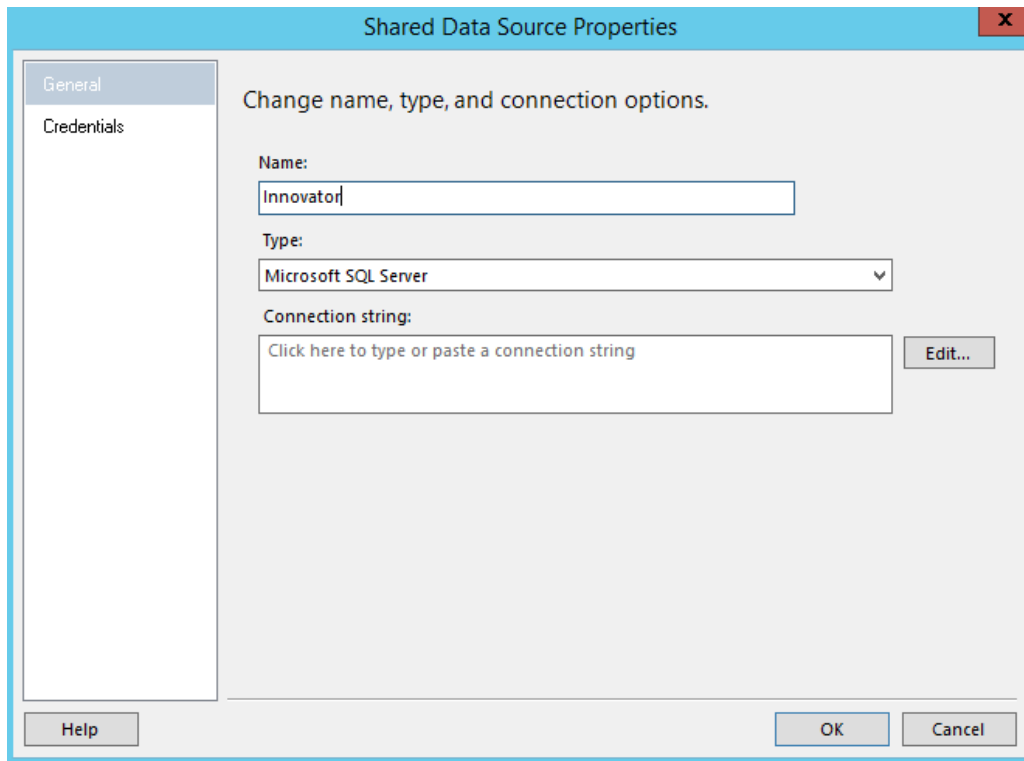 Shared Data Source Properties
x
General
Credentials
Change name, type, and connection options.
Name:
Innovator
Type:
Microsoft SQL Server
Connection string:
Click here to type or paste a connection string
Edit...
Help
OK
Cancel